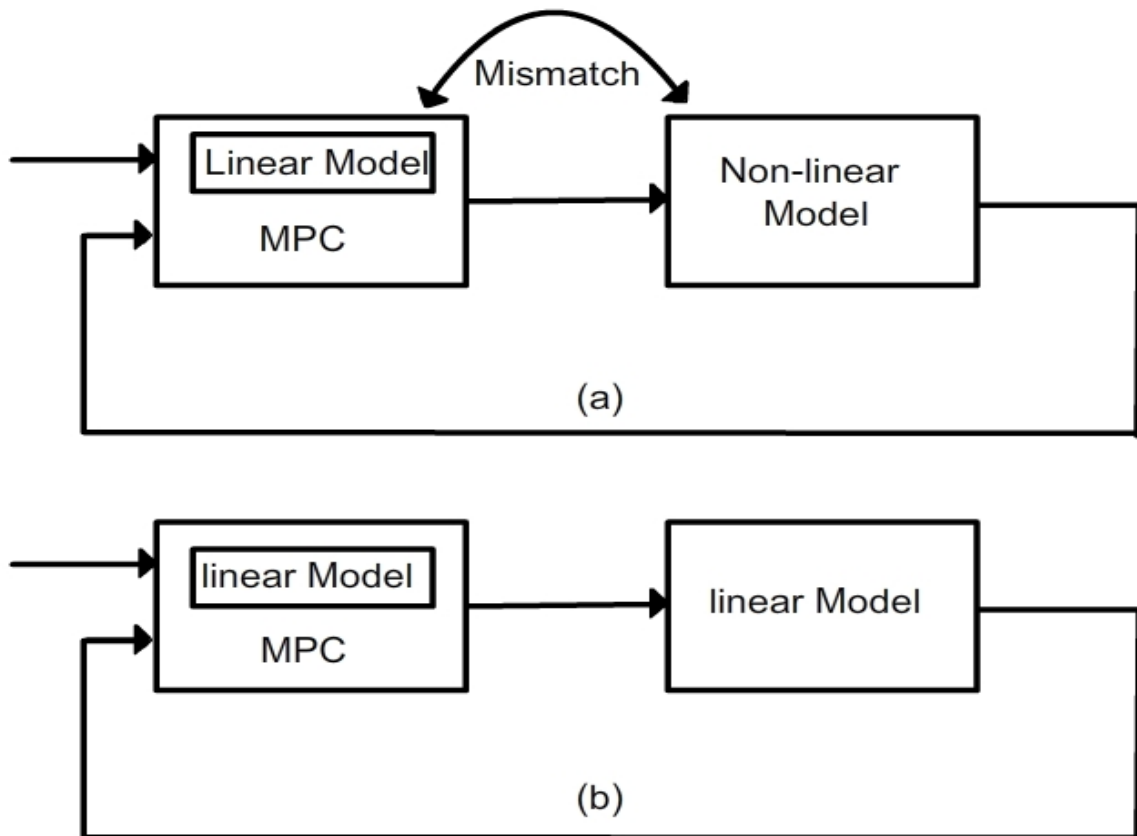 Mismatch
Linear Model
MPC
Non-linear
Model
(a)
linear Model
MPC
linear Model
(b)